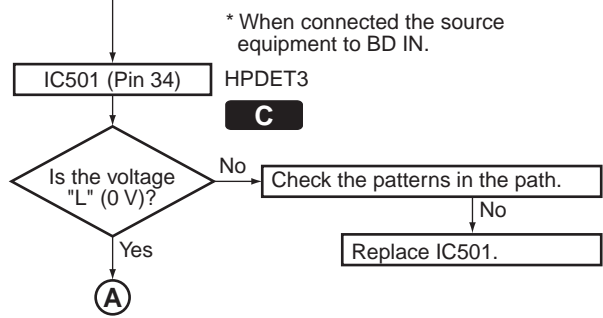 * When connected the source
equipment to BD IN.
IC501 (Pin 34)
HPDET3
C
Is the voltage
"L" (0 V)?
No
Check the patterns in the path.
No
Replace IC501.
Yes
A